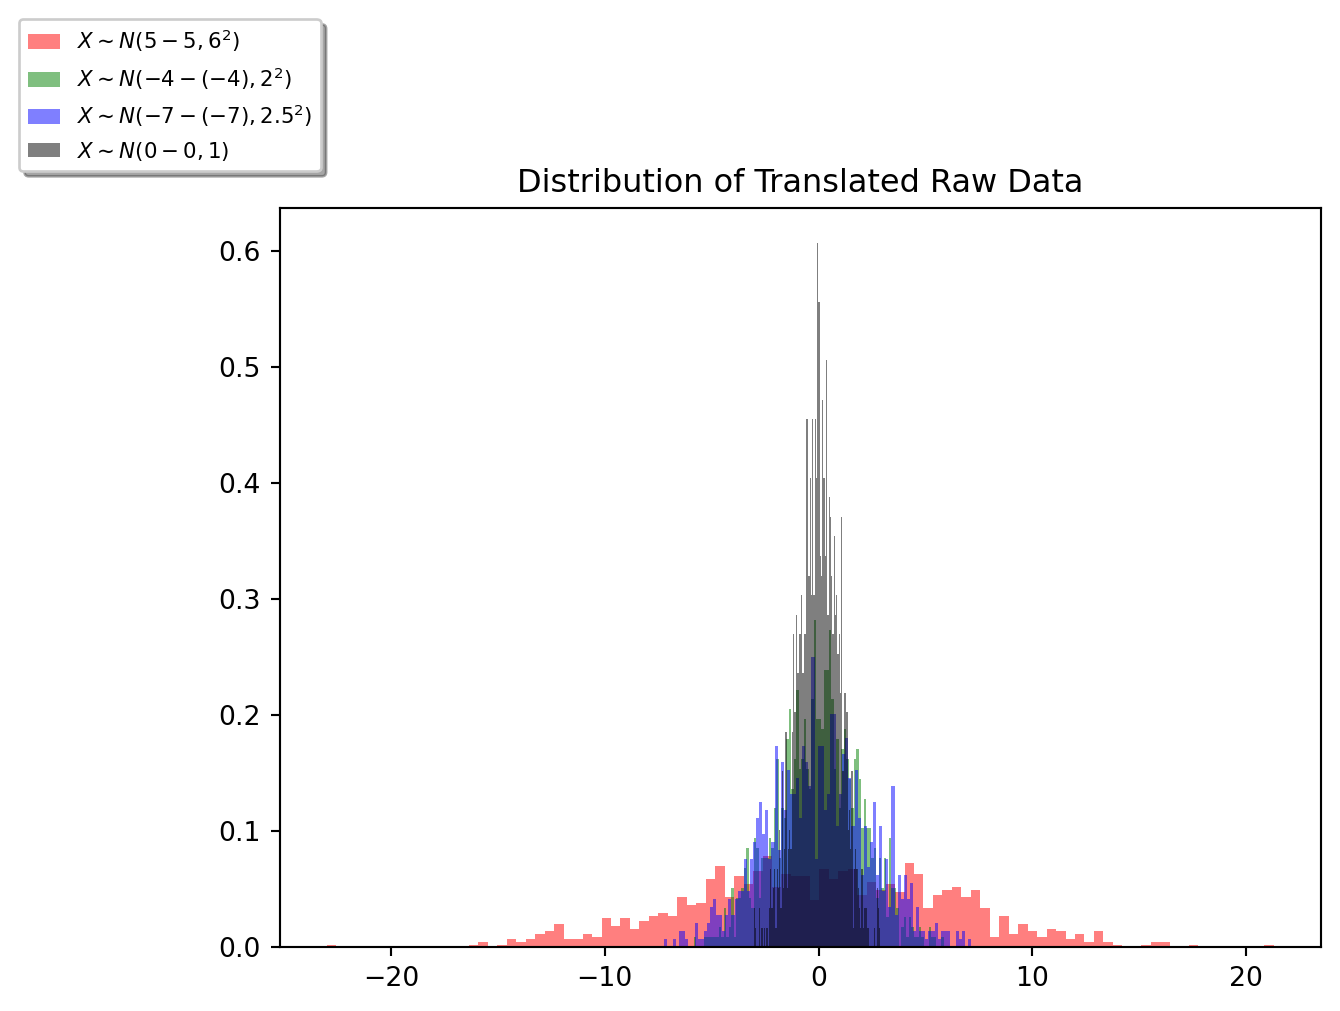 X ~ N(5 − 5, 6²)
X ~ N(−4 − (−4), 2²)
X ~ N(−7 − (−7), 2.5²)
X ~ N(0 − 0, 1)
Distribution of Translated Raw Data
0.6
0.5
0.4
0.3
0.2
0.1
0.0
−20 −10 0 10 20